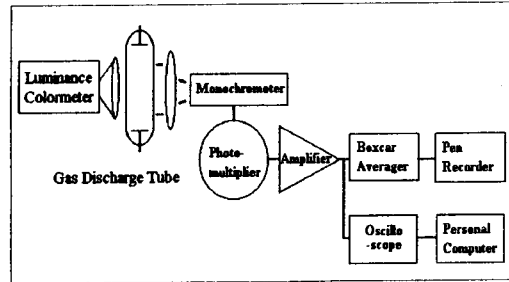 Luminance
Colormeter
Monochrometer
Photo-
multiplier
Amplifier
Boxcar
Averager
Pen
Recorder
Gas Discharge Tube
Oscillo
-scope
Personal
Computer